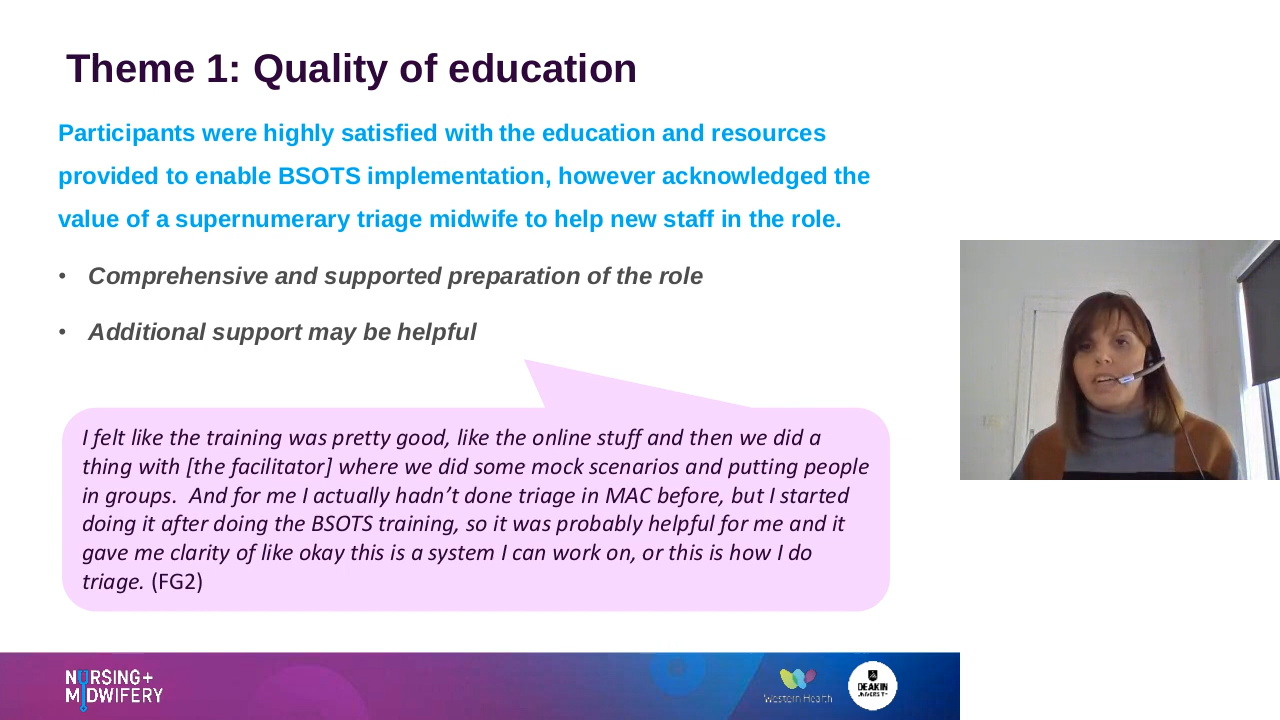 Theme 1: Quality of education
Participants were highly satisfied with the education and resources
provided to enable BSOTS implementation, however acknowledged the
value of a supernumerary triage midwife to help new staff in the role.
• Comprehensive and supported preparation of the role
• Additional support may be helpful
I felt like the training was pretty good, like the online stuff and then we did a
thing with [the facilitator] where we did some mock scenarios and putting people
in groups.  And for me I actually hadn’t done triage in MAC before, but I started
doing it after doing the BSOTS training, so it was probably helpful for me and it
gave me clarity of like okay this is a system I can work on, or this is how I do
triage. (FG2)
NURSING+
MIDWIFERY
Western Health
DEAKIN
UNIVERSITY